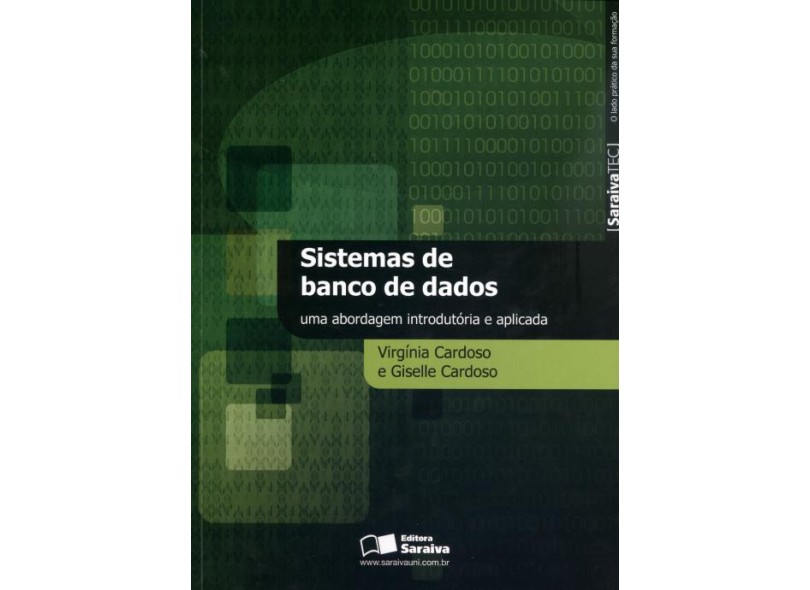 O lado prático da sua formação
[SaraivaTEC]
Sistemas de
banco de dados
uma abordagem introdutória e aplicada
Virgínia Cardoso
e Giselle Cardoso
Editora
Saraiva
www.saraivauni.com.br